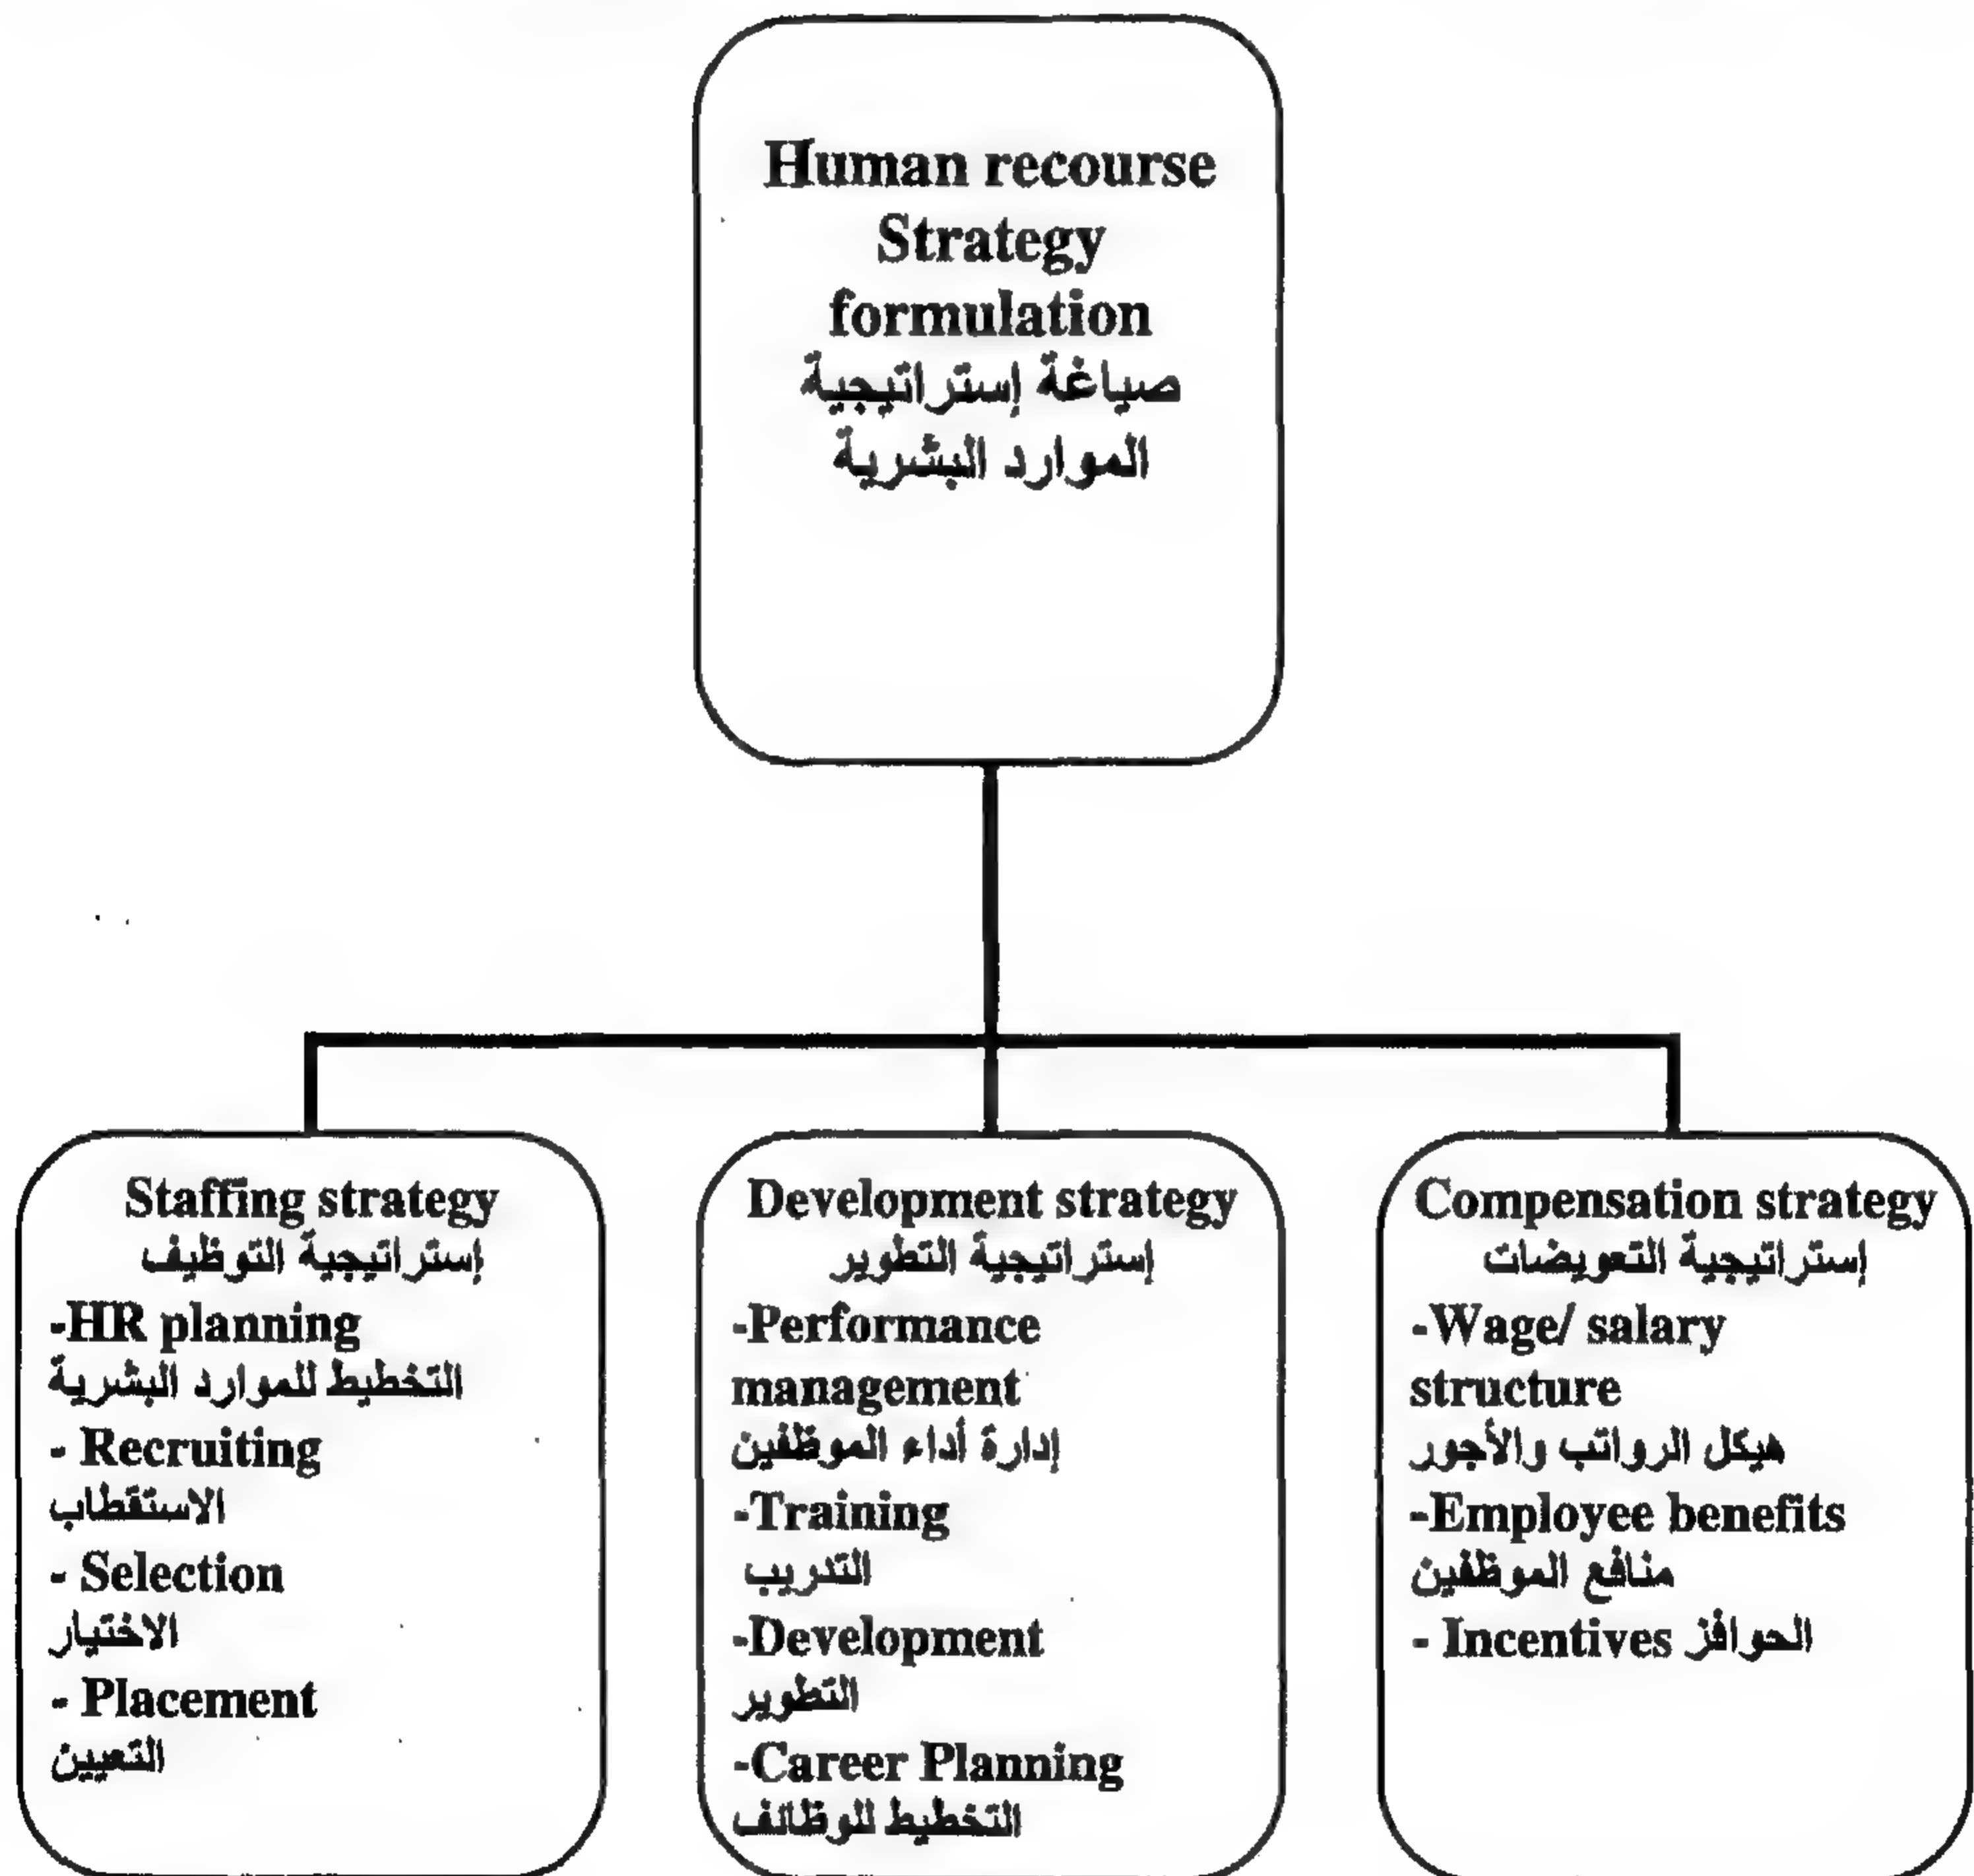 Human recourse
Strategy
formulation
صياغة إستراتيجية
الموارد البشرية
Staffing strategy
إستراتيجية التوظيف
-HR planning
التخطيط للموارد البشرية
- Recruiting
الاستقطاب
- Selection
الاختيار
- Placement
التعيين
Development strategy
إستراتيجية التطوير
-Performance
management
إدارة أداء الموظفين
-Training
التدريب
-Development
التطوير
-Career Planning
التخطيط للوظائف
Compensation strategy
إستراتيجية التعويضات
-Wage/ salary
structure
هيكل الرواتب والأجور
-Employee benefits
منافع الموظفين
- Incentives الحوافز